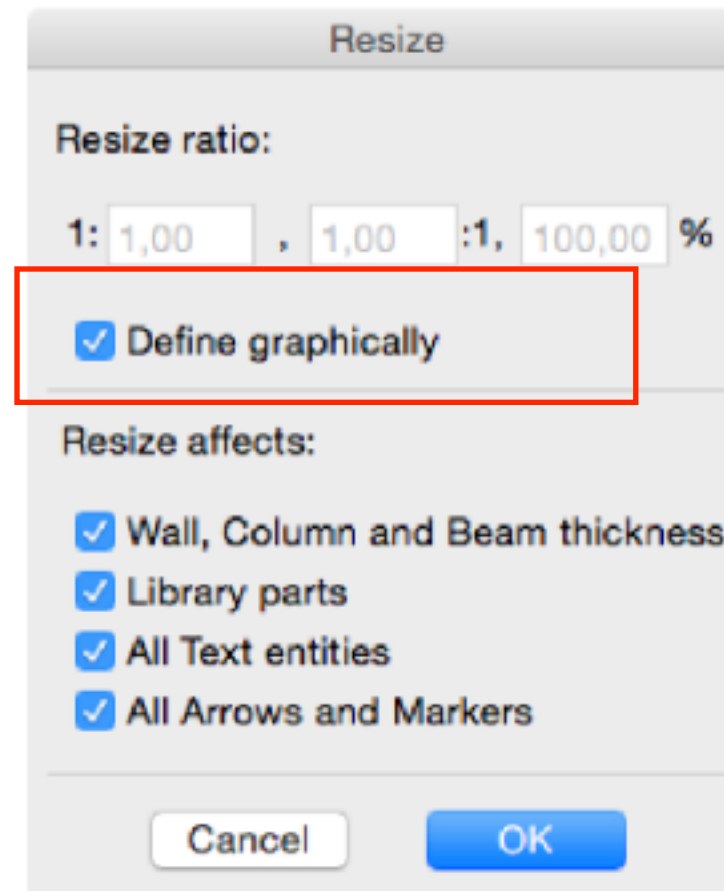 Resize
Resize ratio:
1: 1,00 , 1,00 :1, 100,00 %
Define graphically
Resize affects:
Wall, Column and Beam thickness
Library parts
All Text entities
All Arrows and Markers
Cancel OK